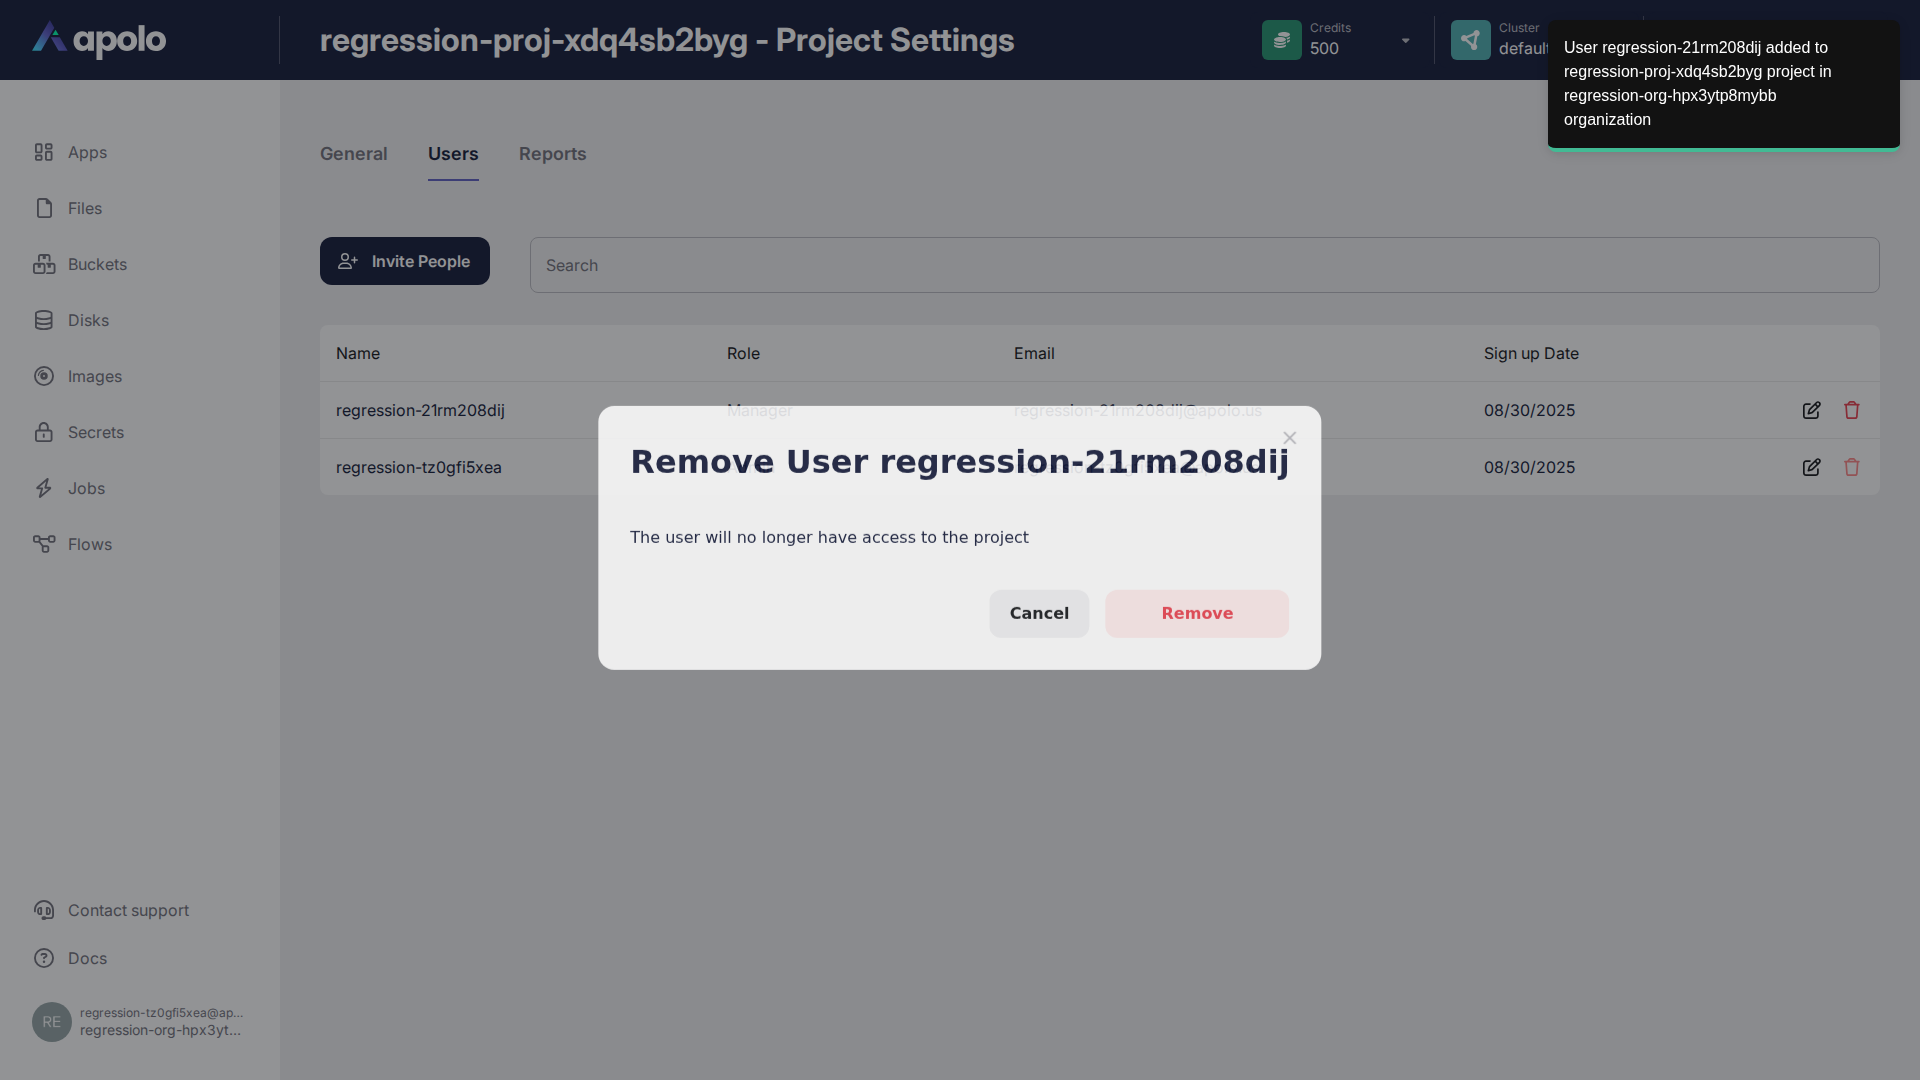 apolo
regression-proj-xdq4sb2byg - Project Settings
Credits
500
Cluster
default
User regression-21rm208dij added to
regression-proj-xdq4sb2byg project in
regression-org-hpx3ytp8mybb
organization
Apps
Files
Buckets
Disks
Images
Secrets
Jobs
Flows
General
Users
Reports
Invite People
Search
Name
Role
Email
Sign up Date
regression-21rm208dij
Manager
regression-21rm208dij@apolo.us
08/30/2025
regression-tz0gfi5xea
08/30/2025
Remove User regression-21rm208dij
The user will no longer have access to the project
Cancel
Remove
Contact support
Docs
RE
regression-tz0gfi5xea@ap...
regression-org-hpx3yt...